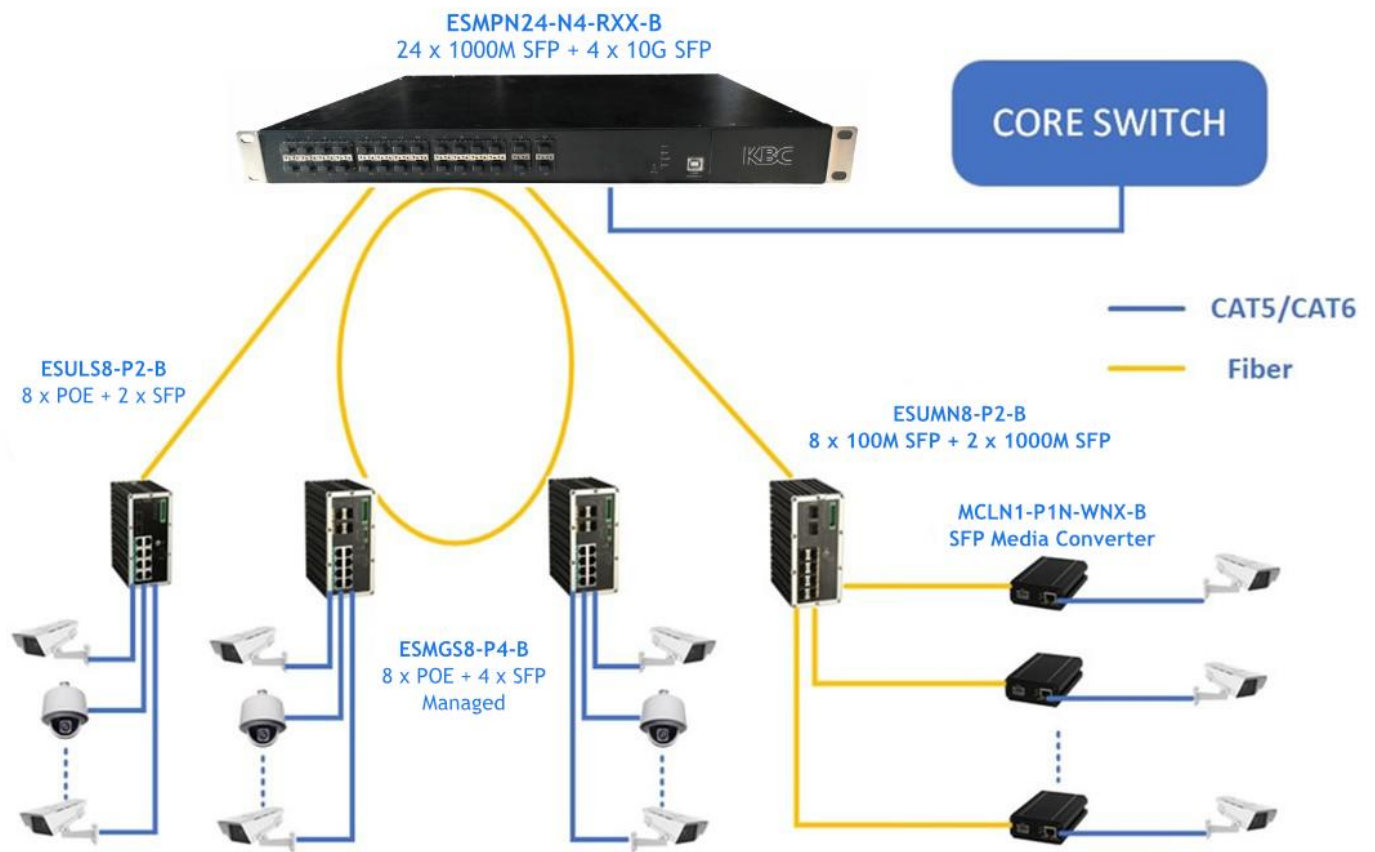 ESMPN24-N4-RXX-B
24 x 1000M SFP + 4 x 10G SFP
KBC
CORE SWITCH
CAT5/CAT6
Fiber
ESULS8-P2-B
8 x POE + 2 x SFP
ESUMN8-P2-B
8 x 100M SFP + 2 x 1000M SFP
MCLN1-P1N-WNX-B
SFP Media Converter
ESMGS8-P4-B
8 x POE + 4 x SFP
Managed